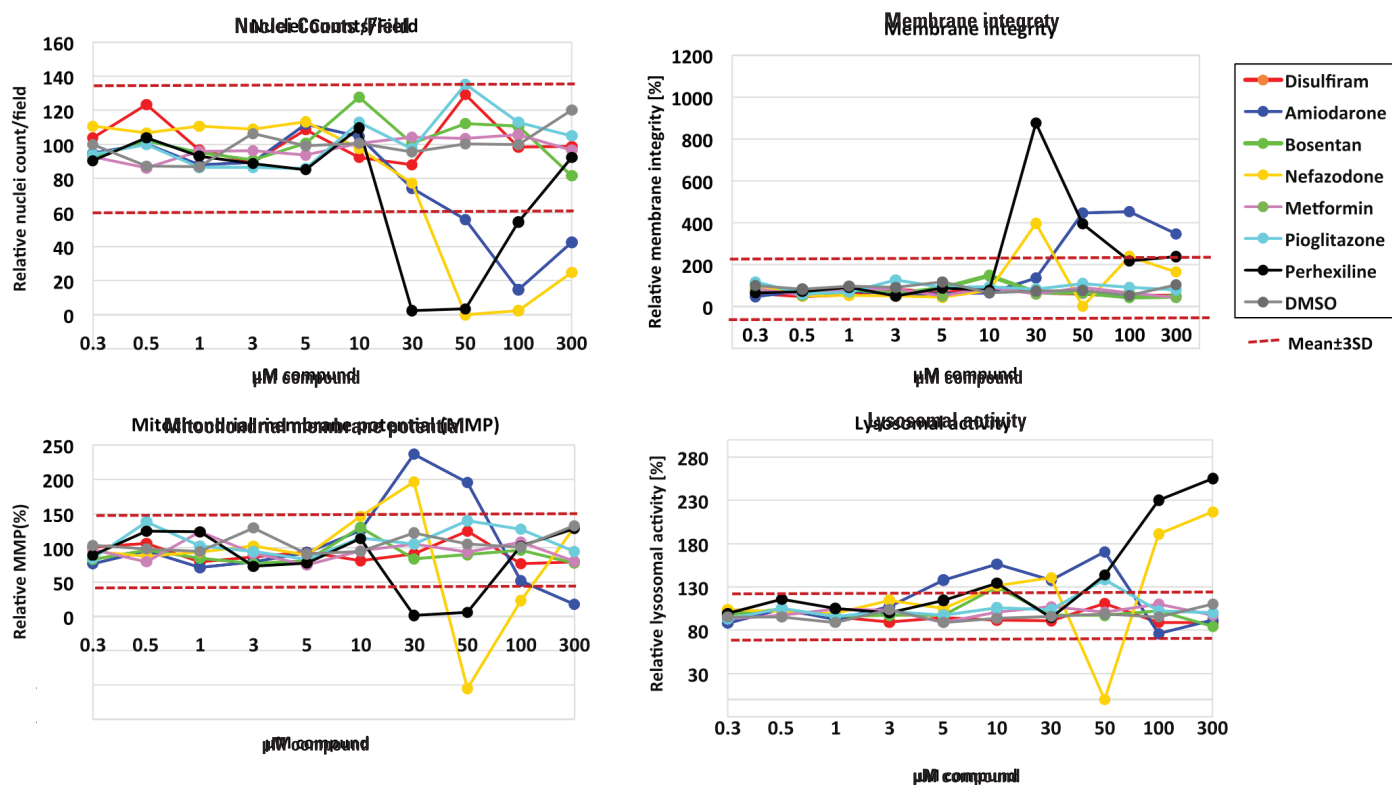 Nuclei Counts/Field
Relative nuclei count/field
160
140
120
100
80
60
40
20
0
0.3 0.5 1 3 5 10 30 50 100 300
µM compound
Membrane integrety
Membrane integrity
Relative membrane integrity [%]
1200
1000
800
600
400
200
0
0.3 0.5 1 3 5 10 30 50 100 300
µM compound
Disulfiram
Amiodarone
Bosentan
Nefazodone
Metformin
Pioglitazone
Perhexiline
DMSO
Mean±3SD
Mitochondrial membrane potential (MMP)
Relative MMP(%)
250
200
150
100
50
0
0.3 0.5 1 3 5 10 30 50 100 300
µM compound
Lysosomal activity
Relative lysosomal activity [%]
280
230
180
130
80
30
0.3 0.5 1 3 5 10 30 50 100 300
µM compound